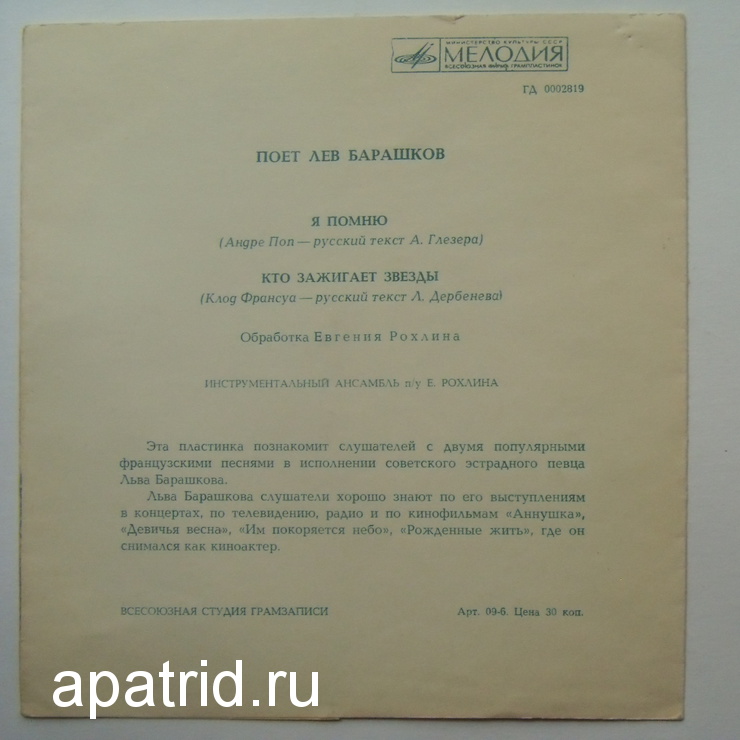 МИНИСТЕРСТВО КУЛЬТУРЫ СССР
МЕЛОДИЯ
ВСЕСОЮЗНАЯ фирма ГРАМПЛАСТИНОК
ГД 0002819
ПОЕТ ЛЕВ БАРАШКОВ
Я ПОМНЮ
(Андре Поп — русский текст А. Глезера)
КТО ЗАЖИГАЕТ ЗВЕЗДЫ
(Клод Франсуа — русский текст Л. Дербенева)
Обработка Евгения Рохлина
ИНСТРУМЕНТАЛЬНЫЙ АНСАМБЛЬ п/у Е. РОХЛИНА
Эта пластинка познакомит слушателей с двумя популярными
французскими песнями в исполнении советского эстрадного певца
Льва Барашкова.
Льва Барашкова слушатели хорошо знают по его выступлениям
в концертах, по телевидению, радио и по кинофильмам «Аннушка»,
«Девичья весна», «Им покоряется небо», «Рожденные жить», где он
снимался как киноактер.
ВСЕСОЮЗНАЯ СТУДИЯ ГРАМЗАПИСИ Арт. 09-6. Цена 30 коп.
apatrid.ru